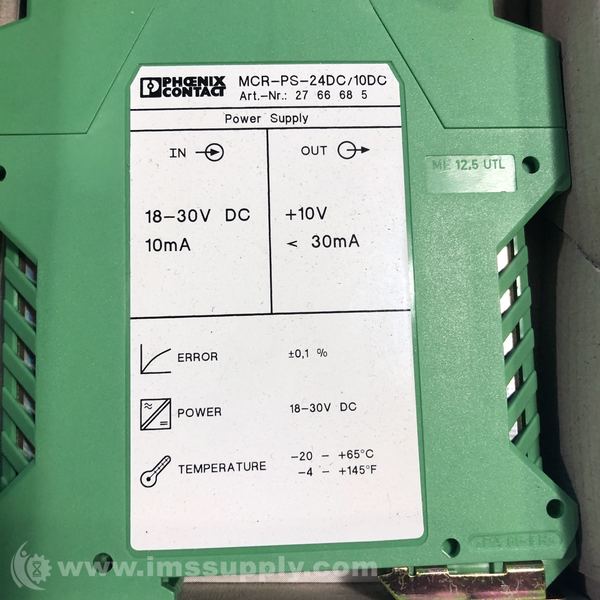 PHŒNIX CONTACT
MCR-PS-24DC/10DC
Art.-Nr.: 27 66 68 5
Power Supply
IN
OUT
18-30V DC
10mA
+10V
< 30mA
ME 12.5 UTL
ERROR ±0,1 %
POWER 18-30V DC
TEMPERATURE -20 - +65°C
-4 - +145°F
www.imssupply.com